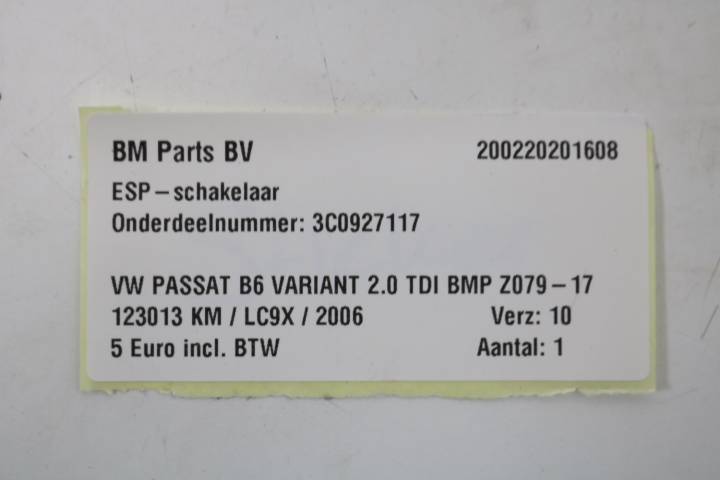 BM Parts BV 200220201608
ESP-schakelaar
Onderdeelnummer: 3C0927117
VW PASSAT B6 VARIANT 2.0 TDI BMP Z079-17
123013 KM / LC9X / 2006 Verz: 10
5 Euro incl. BTW Aantal: 1